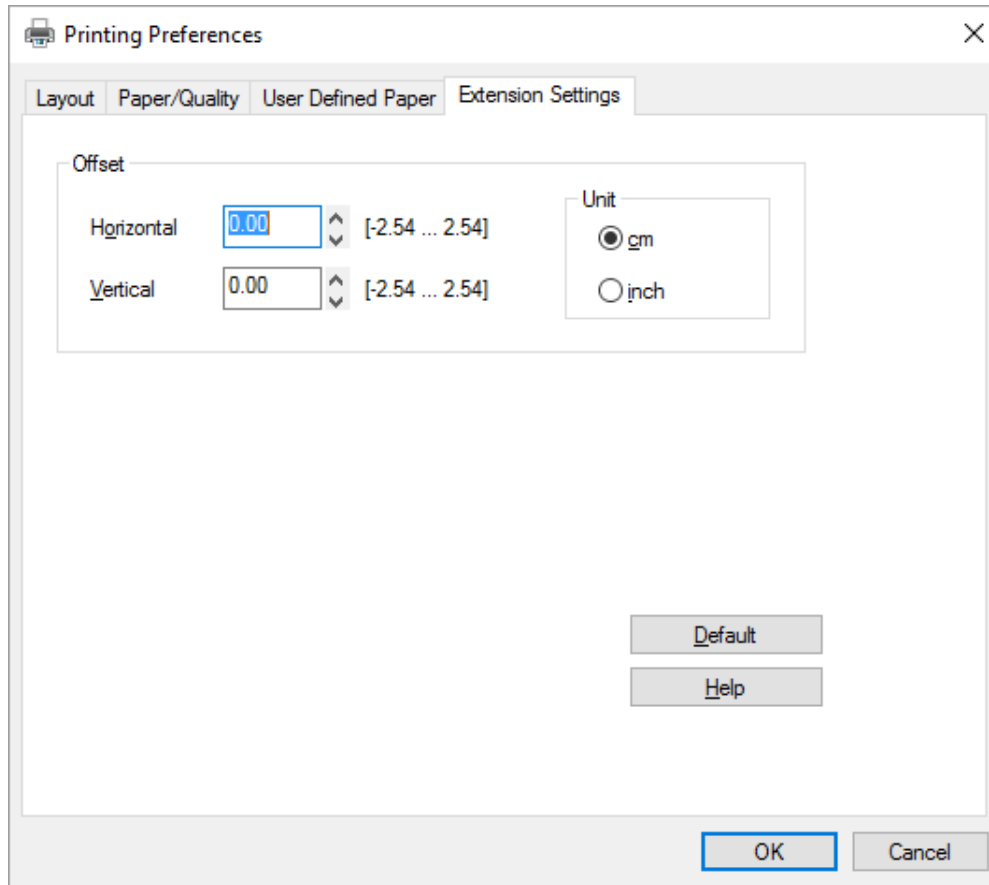 Printing Preferences
Layout Paper/Quality User Defined Paper Extension Settings
Offset
Unit
Horizontal 0.00 [-2.54 ... 2.54]
cm
Vertical 0.00 [-2.54 ... 2.54]
inch
Default
Help
OK Cancel